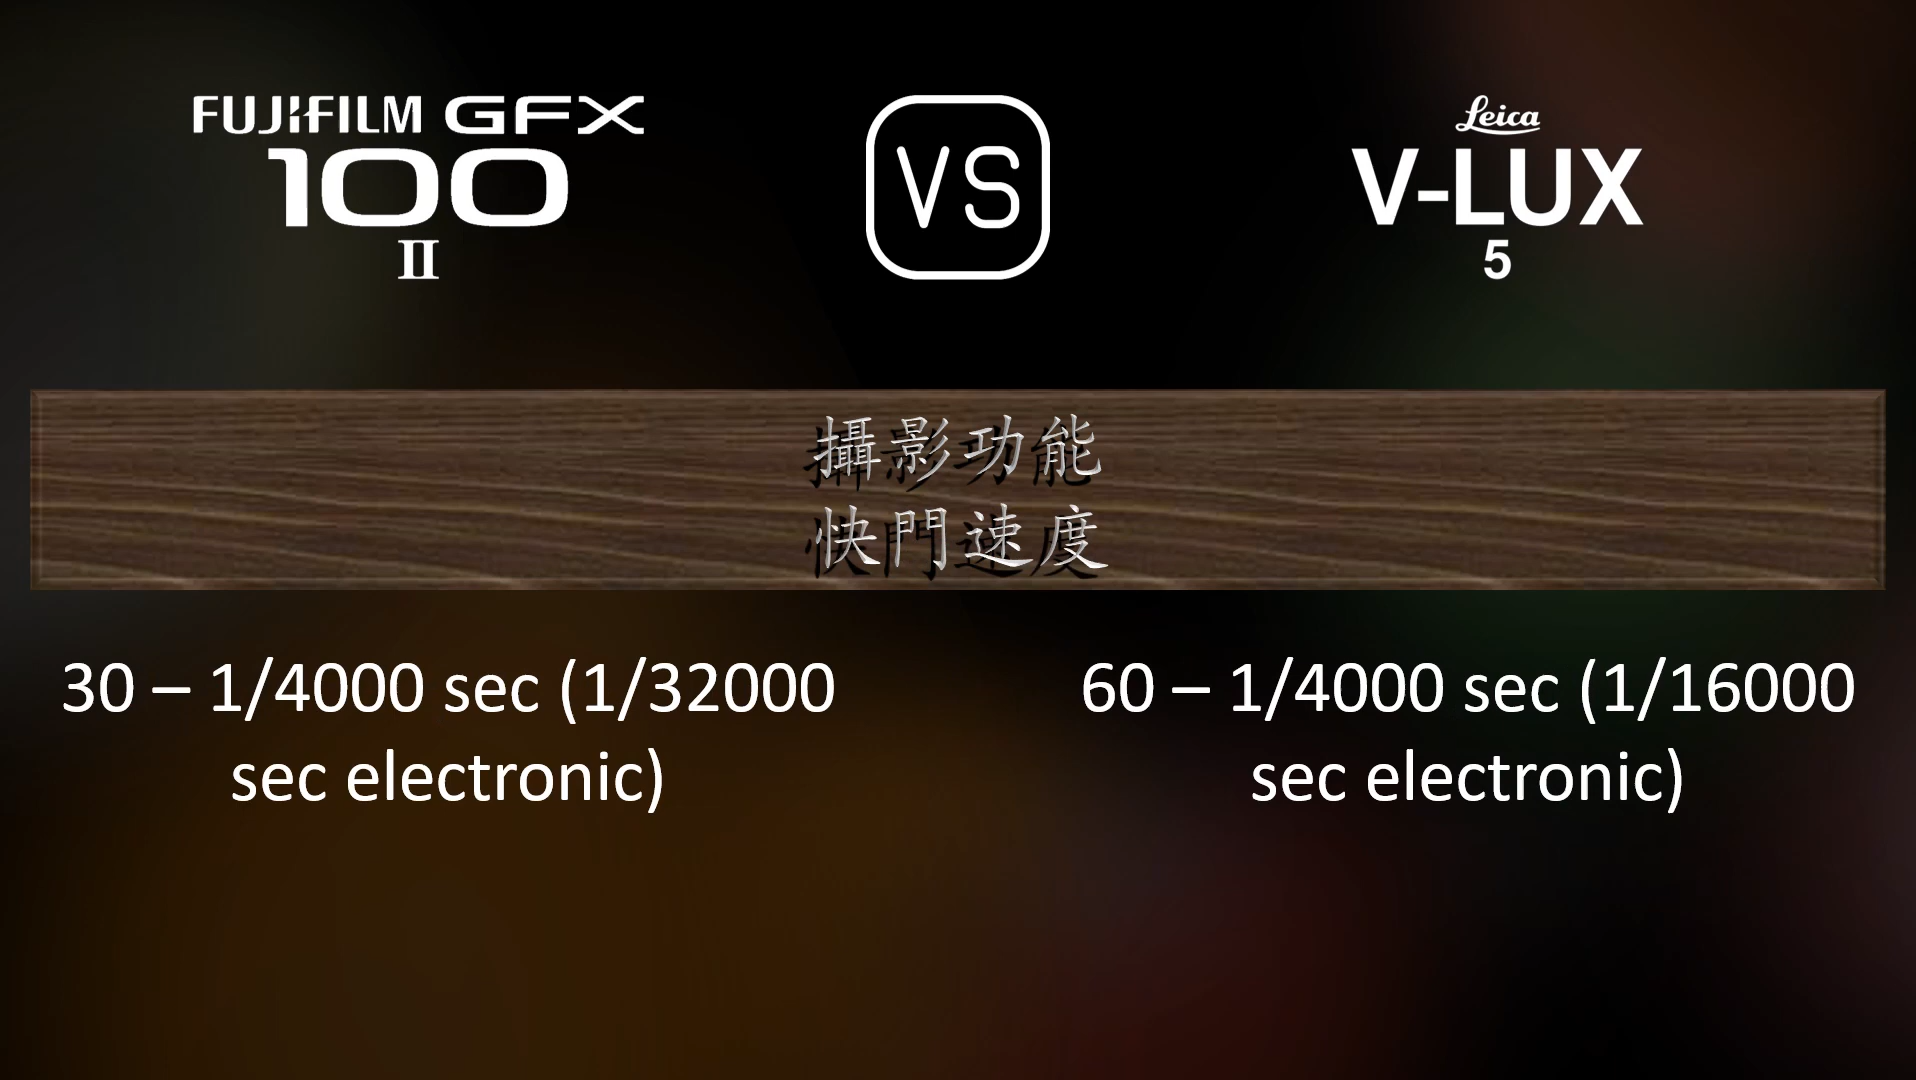 FUJIFILM GFX
100
II
VS
Leica
V-LUX
5
攝影功能
快門速度
30 – 1/4000 sec (1/32000
sec electronic)
60 – 1/4000 sec (1/16000
sec electronic)